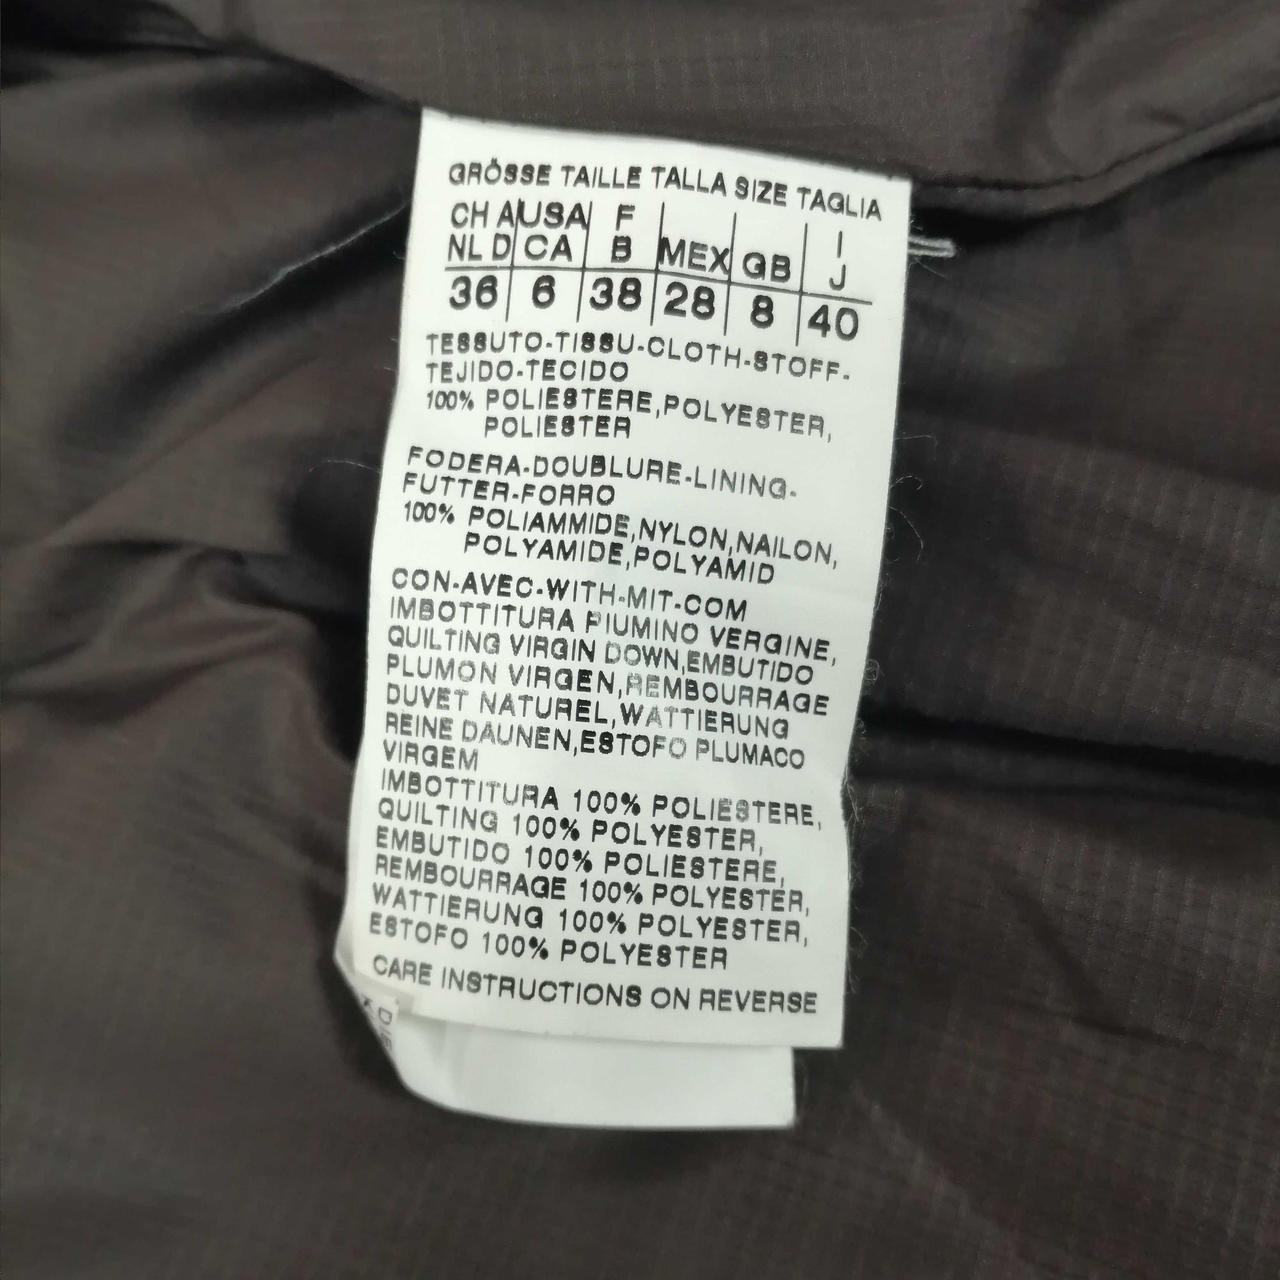 GRÖSSE TAILLE TALLA SIZE TAGLIA
CH A USA F MEX GB I
NL D CA B J
36 6 38 28 8 40
TESSUTO-TISSU-CLOTH-STOFF-
TEJIDO-TECIDO
100% POLIESTERE,POLYESTER,
POLIESTER
FODERA-DOUBLURE-LINING-
FUTTER-FORRO
100% POLIAMMIDE,NYLON,NAILON,
POLYAMIDE,POLYAMID
CON-AVEC-WITH-MIT-COM
IMBOTTITURA PIUMINO VERGINE,
QUILTING VIRGIN DOWN,EMBUTIDO
PLUMON VIRGEN,REMBOURRAGE
DUVET NATUREL,WATTIERUNG
REINE DAUNEN,ESTOFO PLUMACO
VIRGEM
IMBOTTITURA 100% POLIESTERE,
QUILTING 100% POLYESTER,
EMBUTIDO 100% POLIESTERE,
REMBOURRAGE 100% POLYESTER,
WATTIERUNG 100% POLYESTER,
ESTOFO 100% POLYESTER
CARE INSTRUCTIONS ON REVERSE